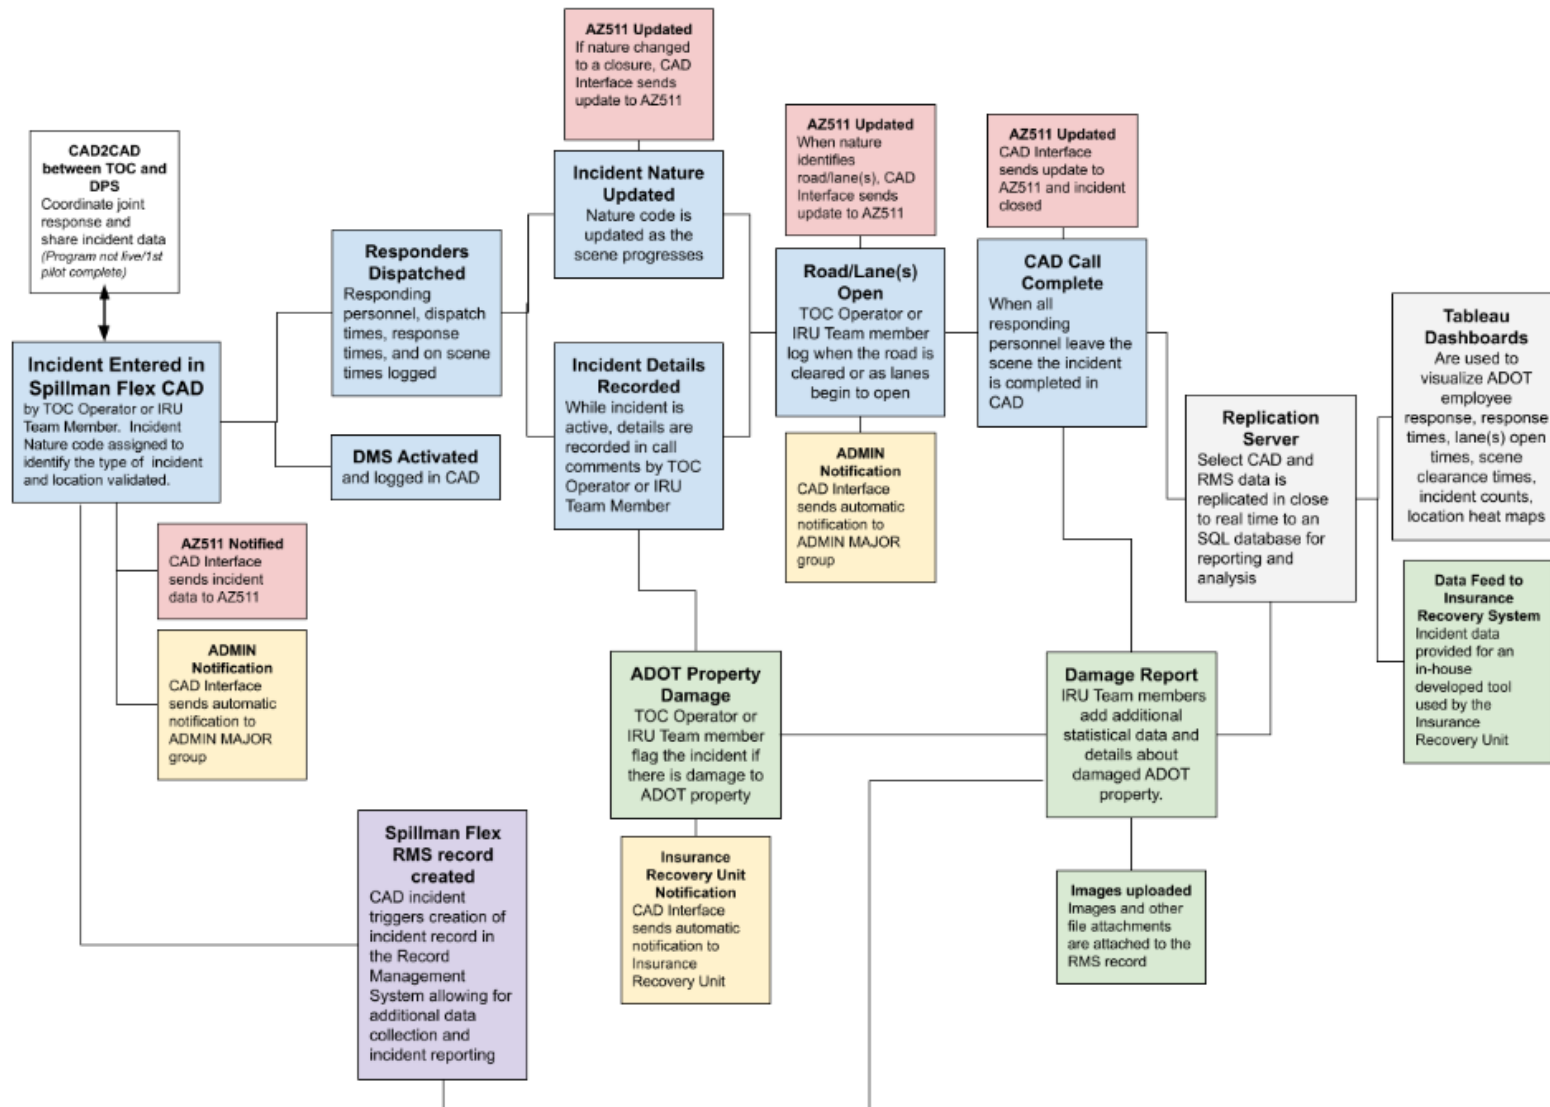 AZ511 Updated
If nature changed
to a closure, CAD
Interface sends
update to AZ511
CAD2CAD
between TOC and
DPS
Coordinate joint
response and
share incident data
(Program not live/1st
pilot complete)
AZ511 Updated
When nature
identifies
road/lane(s), CAD
Interface sends
update to AZ511
AZ511 Updated
CAD Interface
sends update to
AZ511 and incident
closed
Incident Nature
Updated
Nature code is
updated as the
scene progresses
Responders
Dispatched
Responding
personnel, dispatch
times, response
times, and on scene
times logged
Road/Lane(s)
Open
TOC Operator or
IRU Team member
log when the road is
cleared or as lanes
begin to open
CAD Call
Complete
When all
responding
personnel leave the
scene the incident
is completed in
CAD
Tableau
Dashboards
Are used to
visualize ADOT
employee
response, response
times, lane(s) open
times, scene
clearance times,
incident counts,
location heat maps
Incident Entered in
Spillman Flex CAD
by TOC Operator or IRU
Team Member.  Incident
Nature code assigned to
identify the type of  incident
and location validated.
Incident Details
Recorded
While incident is
active, details are
recorded in call
comments by TOC
Operator or IRU
Team Member
DMS Activated
and logged in CAD
Replication
Server
Select CAD and
RMS data is
replicated in close
to real time to an
SQL database for
reporting and
analysis
ADMIN
Notification
CAD Interface
sends automatic
notification to
ADMIN MAJOR
group
AZ511 Notified
CAD Interface
sends incident
data to AZ511
Data Feed to
Insurance
Recovery System
Incident data
provided for an
in-house
developed tool
used by the
Insurance
Recovery Unit
ADMIN
Notification
CAD Interface
sends automatic
notification to
ADMIN MAJOR
group
ADOT Property
Damage
TOC Operator or
IRU Team member
flag the incident if
there is damage to
ADOT property
Damage Report
IRU Team members
add additional
statistical data and
details about
damaged ADOT
property.
Spillman Flex
RMS record
created
CAD incident
triggers creation of
incident record in
the Record
Management
System allowing for
additional data
collection and
incident reporting
Insurance
Recovery Unit
Notification
CAD Interface
sends automatic
notification to
Insurance
Recovery Unit
Images uploaded
Images and other
file attachments
are attached to the
RMS record